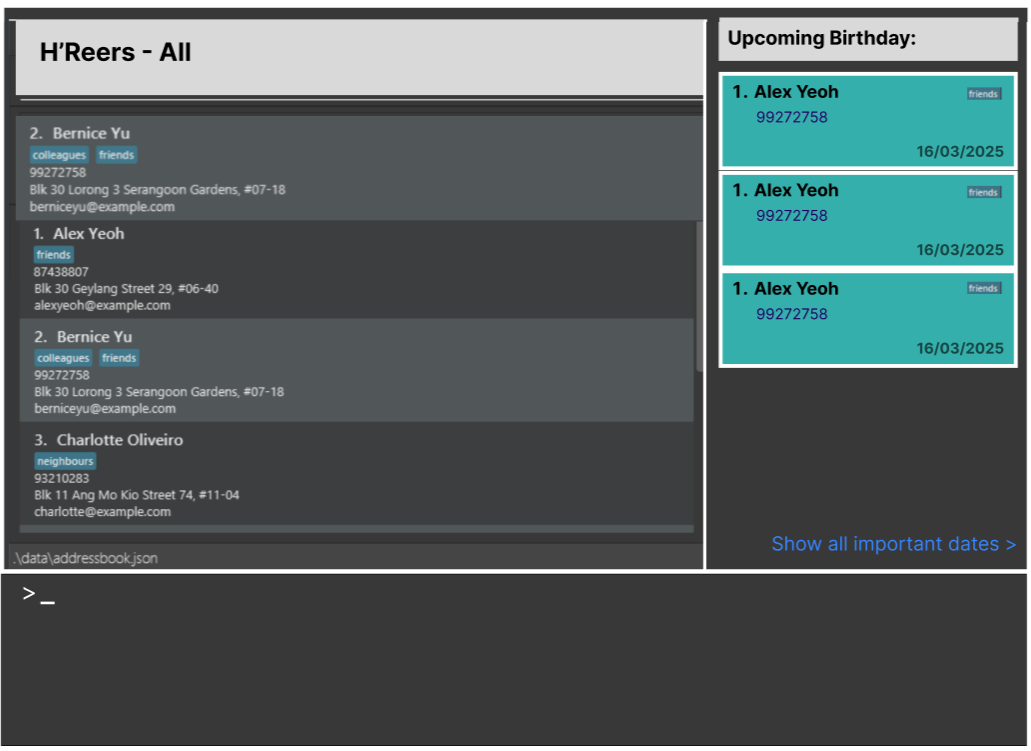 H'Reers - All
2. Bernice Yu
colleagues friends
99272758
Blk 30 Lorong 3 Serangoon Gardens, #07-18
berniceyu@example.com
1. Alex Yeoh
friends
87438807
Blk 30 Geylang Street 29, #06-40
alexyeoh@example.com
2. Bernice Yu
colleagues friends
99272758
Blk 30 Lorong 3 Serangoon Gardens, #07-18
berniceyu@example.com
3. Charlotte Oliveiro
neighbours
93210283
Blk 11 Ang Mo Kio Street 74, #11-04
charlotte@example.com
.\data\addressbook.json
Upcoming Birthday:
1. Alex Yeoh friends
99272758
16/03/2025
1. Alex Yeoh friends
99272758
16/03/2025
1. Alex Yeoh friends
99272758
16/03/2025
Show all important dates >
>_